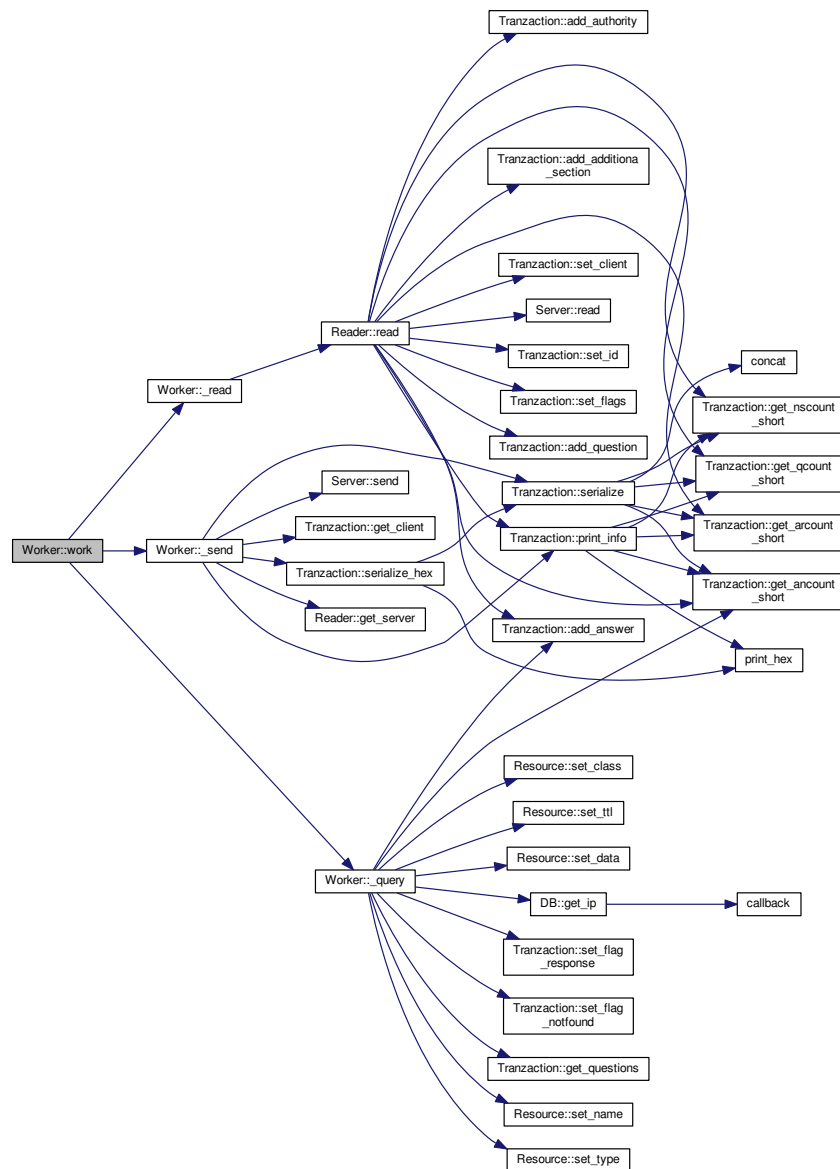 Tranzaction::add_authority
Tranzaction::add_additiona
_section
Tranzaction::set_client
Server::read
Reader::read
Tranzaction::set_id
concat
Worker::_read
Tranzaction::set_flags
Tranzaction::get_nscount
_short
Tranzaction::add_question
Tranzaction::get_qcount
_short
Server::send
Tranzaction::serialize
Tranzaction::get_client
Tranzaction::get_arcount
_short
Worker::work
Worker::_send
Tranzaction::print_info
Tranzaction::serialize_hex
Tranzaction::get_ancount
_short
Reader::get_server
Tranzaction::add_answer
print_hex
Resource::set_class
Resource::set_ttl
Resource::set_data
Worker::_query
DB::get_ip
callback
Tranzaction::set_flag
_response
Tranzaction::set_flag
_notfound
Tranzaction::get_questions
Resource::set_name
Resource::set_type